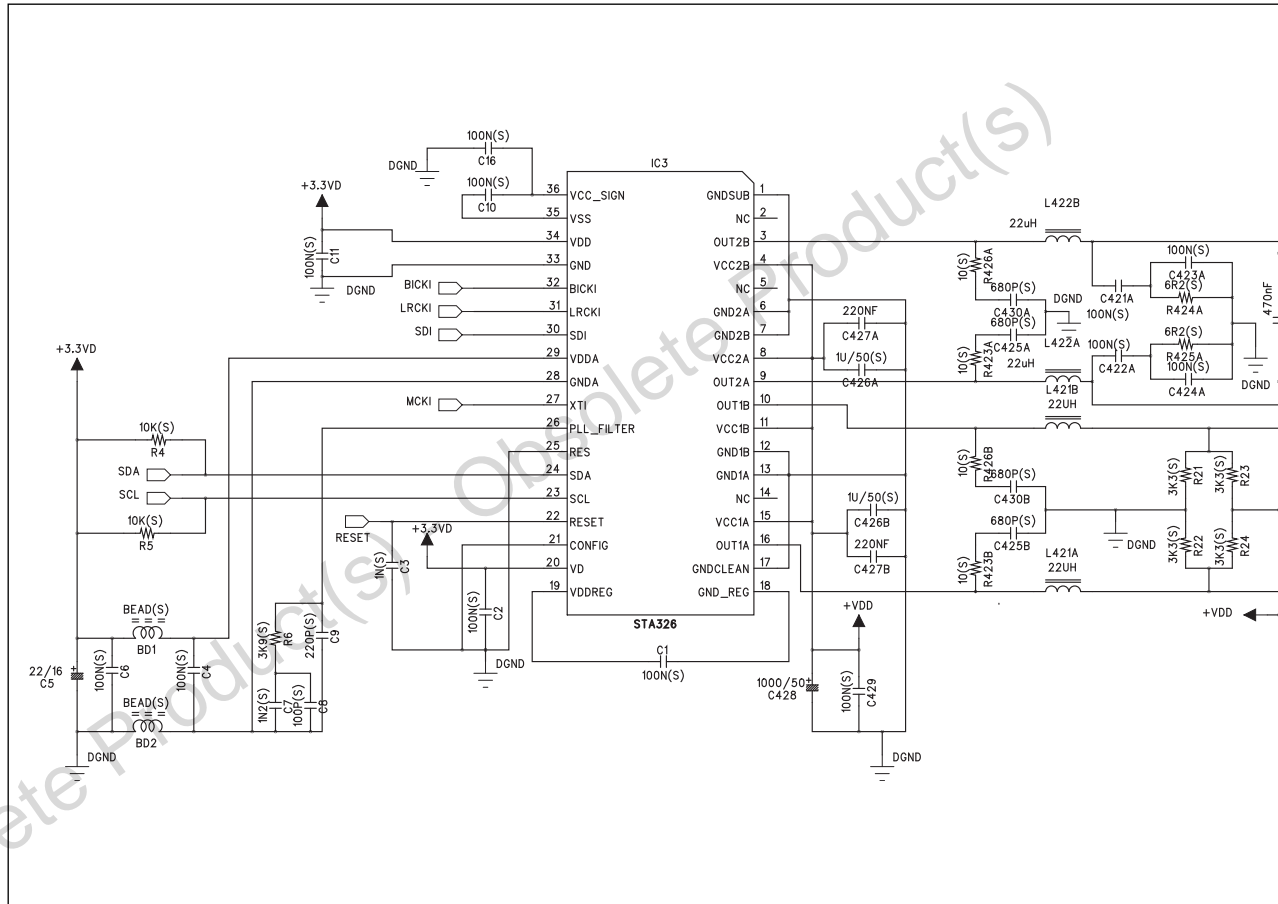 100N(S)
C16
DGND
100N(S)
C10
+3.3VD
100N(S)
C11
DGND
BICKI
LRCKI
SDI
MCKI
+3.3VD
10K(S)
R4
SDA
SCL
10K(S)
R5
RESET
+3.3VD
1N(S)
C3
100N(S)
C2
DGND
BEAD(S)
BD1
22/16
C5
100N(S)
C6
100N(S)
C4
BEAD(S)
BD2
DGND
3K9(S)
R6
220P(S)
C9
1N2(S)
C7
100P(S)
C8
IC3
36 VCC_SIGN
35 VSS
34 VDD
33 GND
32 BICKI
31 LRCKI
30 SDI
29 VDDA
28 GNDA
27 XTI
26 PLL_FILTER
25 RES
24 SDA
23 SCL
22 RESET
21 CONFIG
20 VD
19 VDDREG
GNDSUB 1
NC 2
OUT2B 3
VCC2B 4
NC 5
GND2A 6
GND2B 7
VCC2A 8
OUT2A 9
OUT1B 10
VCC1B 11
GND1B 12
GND1A 13
NC 14
VCC1A 15
OUT1A 16
GNDCLEAN 17
GND_REG 18
STA326
C1
100N(S)
220NF
C427A
1U/50(S)
C426A
1U/50(S)
C426B
220NF
C427B
+VDD
1000/50
C428
100N(S)
C429
DGND
L422B
22uH
10(S)
R426A
680P(S)
C430A
DGND
680P(S)
C425A
10(S)
R423A
L422A
22uH
100N(S)
C423A
6R2(S)
R424A
C421A
100N(S)
6R2(S)
R425A
100N(S)
C424A
100N(S)
C422A
DGND
470nF
L421B
22UH
10(S)
R426B
680P(S)
C430B
680P(S)
C425B
10(S)
R423B
L421A
22UH
DGND
3K3(S)
R21
3K3(S)
R23
3K3(S)
R22
3K3(S)
R24
+VDD
Obsolete Product(s)
ete Product(s)